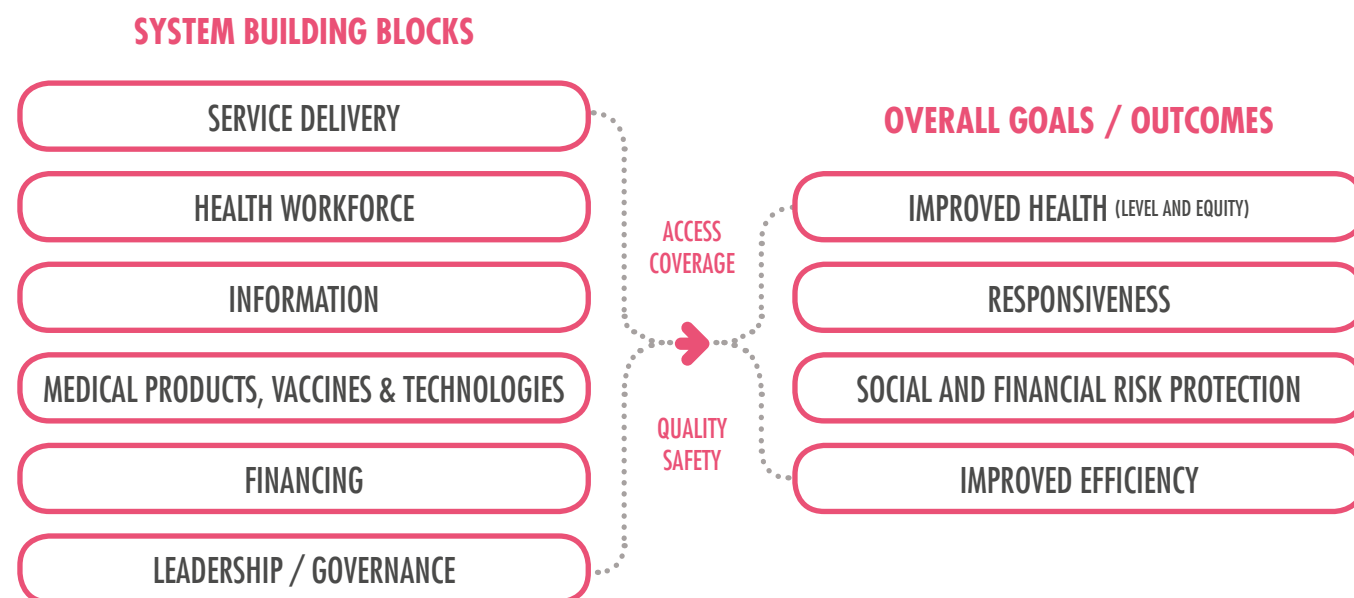 SYSTEM BUILDING BLOCKS
SERVICE DELIVERY
HEALTH WORKFORCE
INFORMATION
MEDICAL PRODUCTS, VACCINES & TECHNOLOGIES
FINANCING
LEADERSHIP / GOVERNANCE
ACCESS
COVERAGE
QUALITY
SAFETY
OVERALL GOALS / OUTCOMES
IMPROVED HEALTH (LEVEL AND EQUITY)
RESPONSIVENESS
SOCIAL AND FINANCIAL RISK PROTECTION
IMPROVED EFFICIENCY